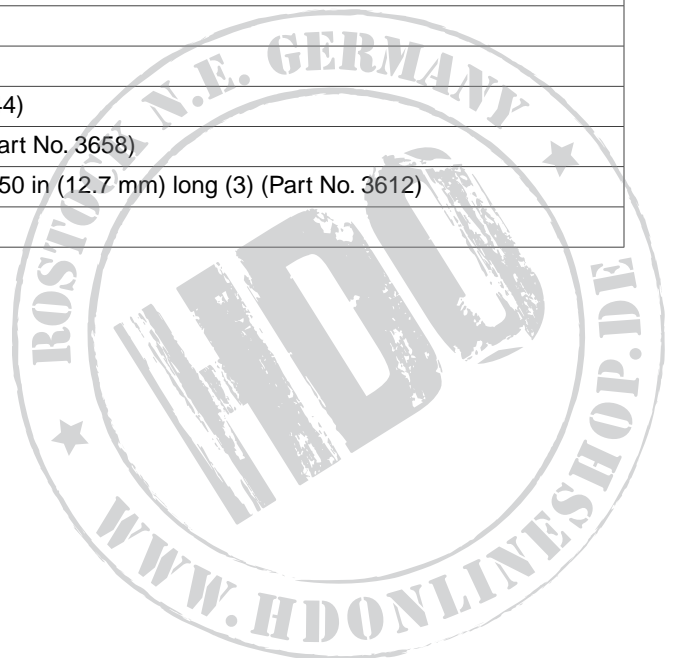 4)
art No. 3658)
50 in (12.7 mm) long (3) (Part No. 3612)
ROSTOCK N.E. GERMANY
HDO
WWW.HDONLINESHOP.DE